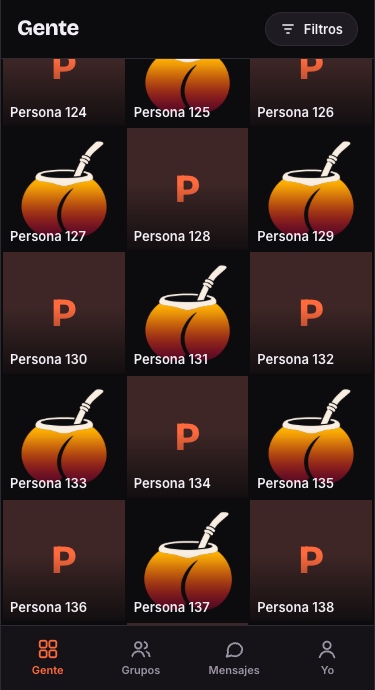 Gente
Filtros
P
P
Persona 124
Persona 125
Persona 126
P
Persona 127
Persona 128
Persona 129
P
P
Persona 130
Persona 131
Persona 132
P
Persona 133
Persona 134
Persona 135
P
P
Persona 136
Persona 137
Persona 138
Gente
Grupos
Mensajes
Yo